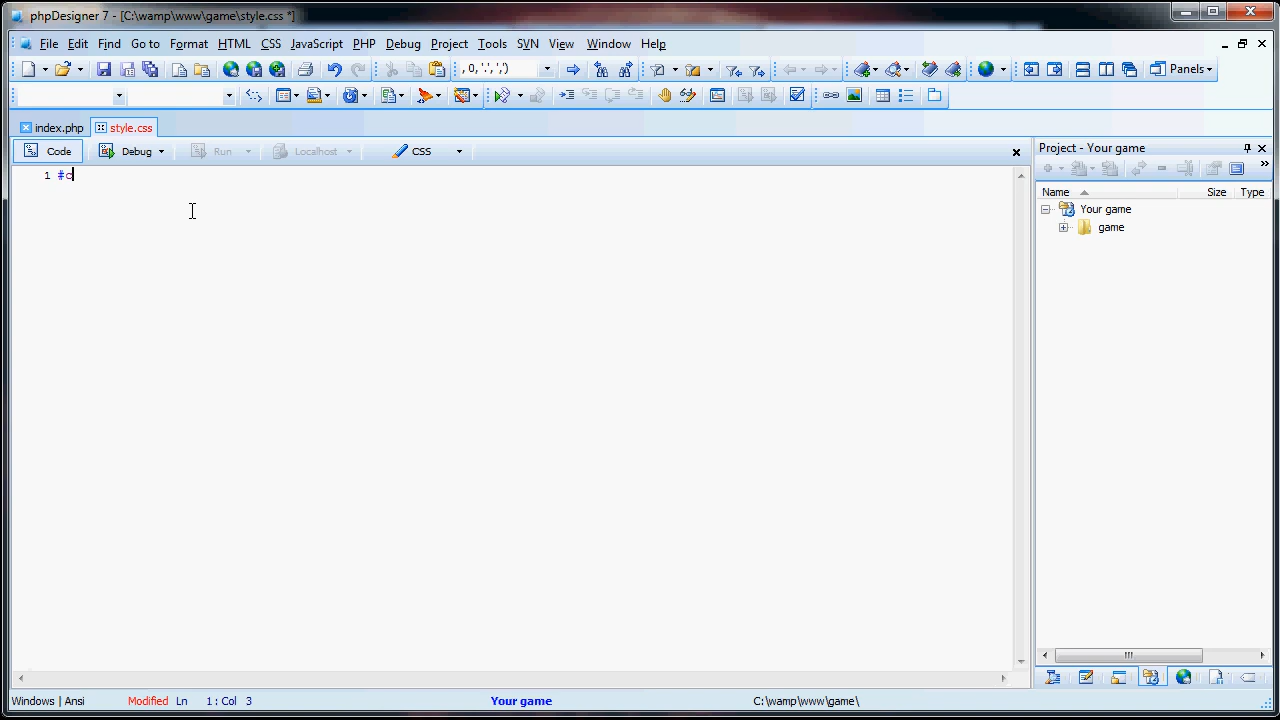 phpDesigner 7 - [C:\wamp\www\game\style.css *]
File Edit Find Go to Format HTML CSS JavaScript PHP Debug Project Tools SVN View Window Help
, 0, '.', ',')
Panels
index.php style.css
Code Debug Run Localhost CSS
Project - Your game
Name Size Type
1 #c
Your game
game
Windows | Ansi Modified Ln 1 : Col 3 Your game C:\wamp\www\game\